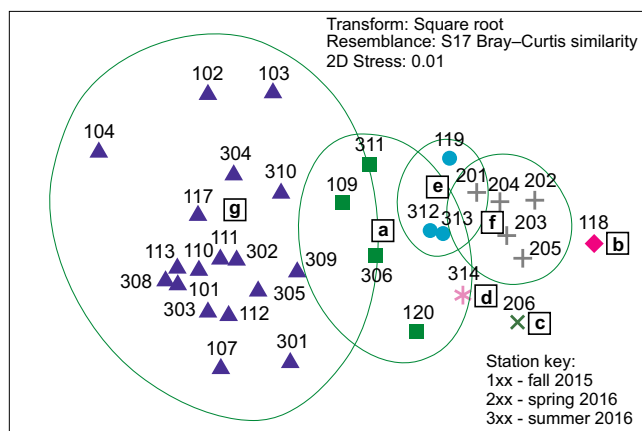 Transform: Square root
Resemblance: S17 Bray–Curtis similarity
2D Stress: 0.01
102
103
104
311
119
304
310
109
e
201
204
202
117
g
a
312
313
f
203
118
b
113
110
111
302
309
205
308
101
306
314
d
303
112
305
120
206
c
107
301
Station key:
1xx - fall 2015
2xx - spring 2016
3xx - summer 2016